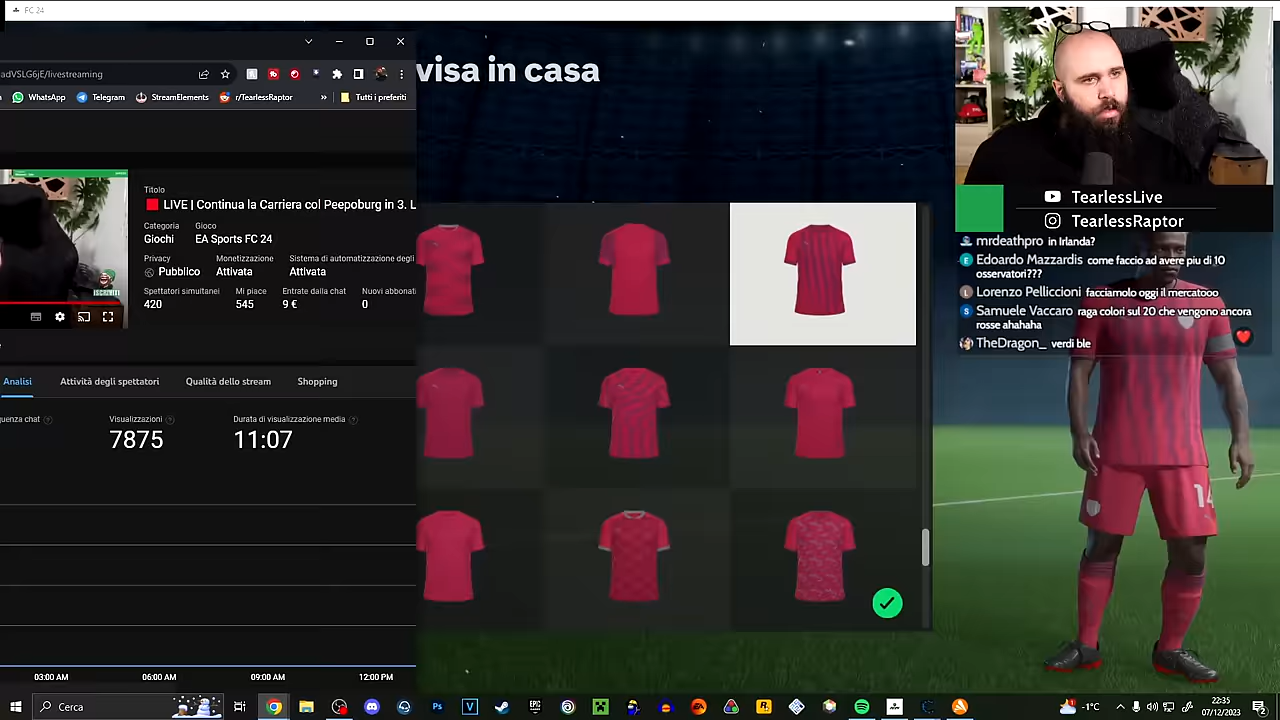 FC 24
visa in casa
adVSLG6jE/livestreaming
WhatsApp
Telegram
StreamElements
r/TearlessRaptor
»
Tutti i prefe
Titolo
LIVE | Continua la Carriera col Peepoburg in 3. L
Categoria
Gioco
Giochi
EA Sports FC 24
Privacy
Monetizzazione
Sistema di automatizzazione degli
Pubblico
Attivata
Attivata
Spettatori simultanei
Mi piace
Entrate dalla chat
Nuovi abbonati
420
545
9 €
0
Analisi
Attività degli spettatori
Qualità dello stream
Shopping
uenza chat
Visualizzazioni
Durata di visualizzazione media
7875
11:07
03:00 AM
06:00 AM
09:00 AM
12:00 PM
TearlessLive
TearlessRaptor
mrdeathpro in Irlanda?
Edoardo Mazzardis come faccio ad avere piu di 10
osservatori???
Lorenzo Pelliccioni facciamolo oggi il mercatooo
Samuele Vaccaro raga colori sul 20 che vengono ancora
rosse ahahaha
TheDragon_ verdi ble
14
Cerca
-1°C
22:35
07/12/2023